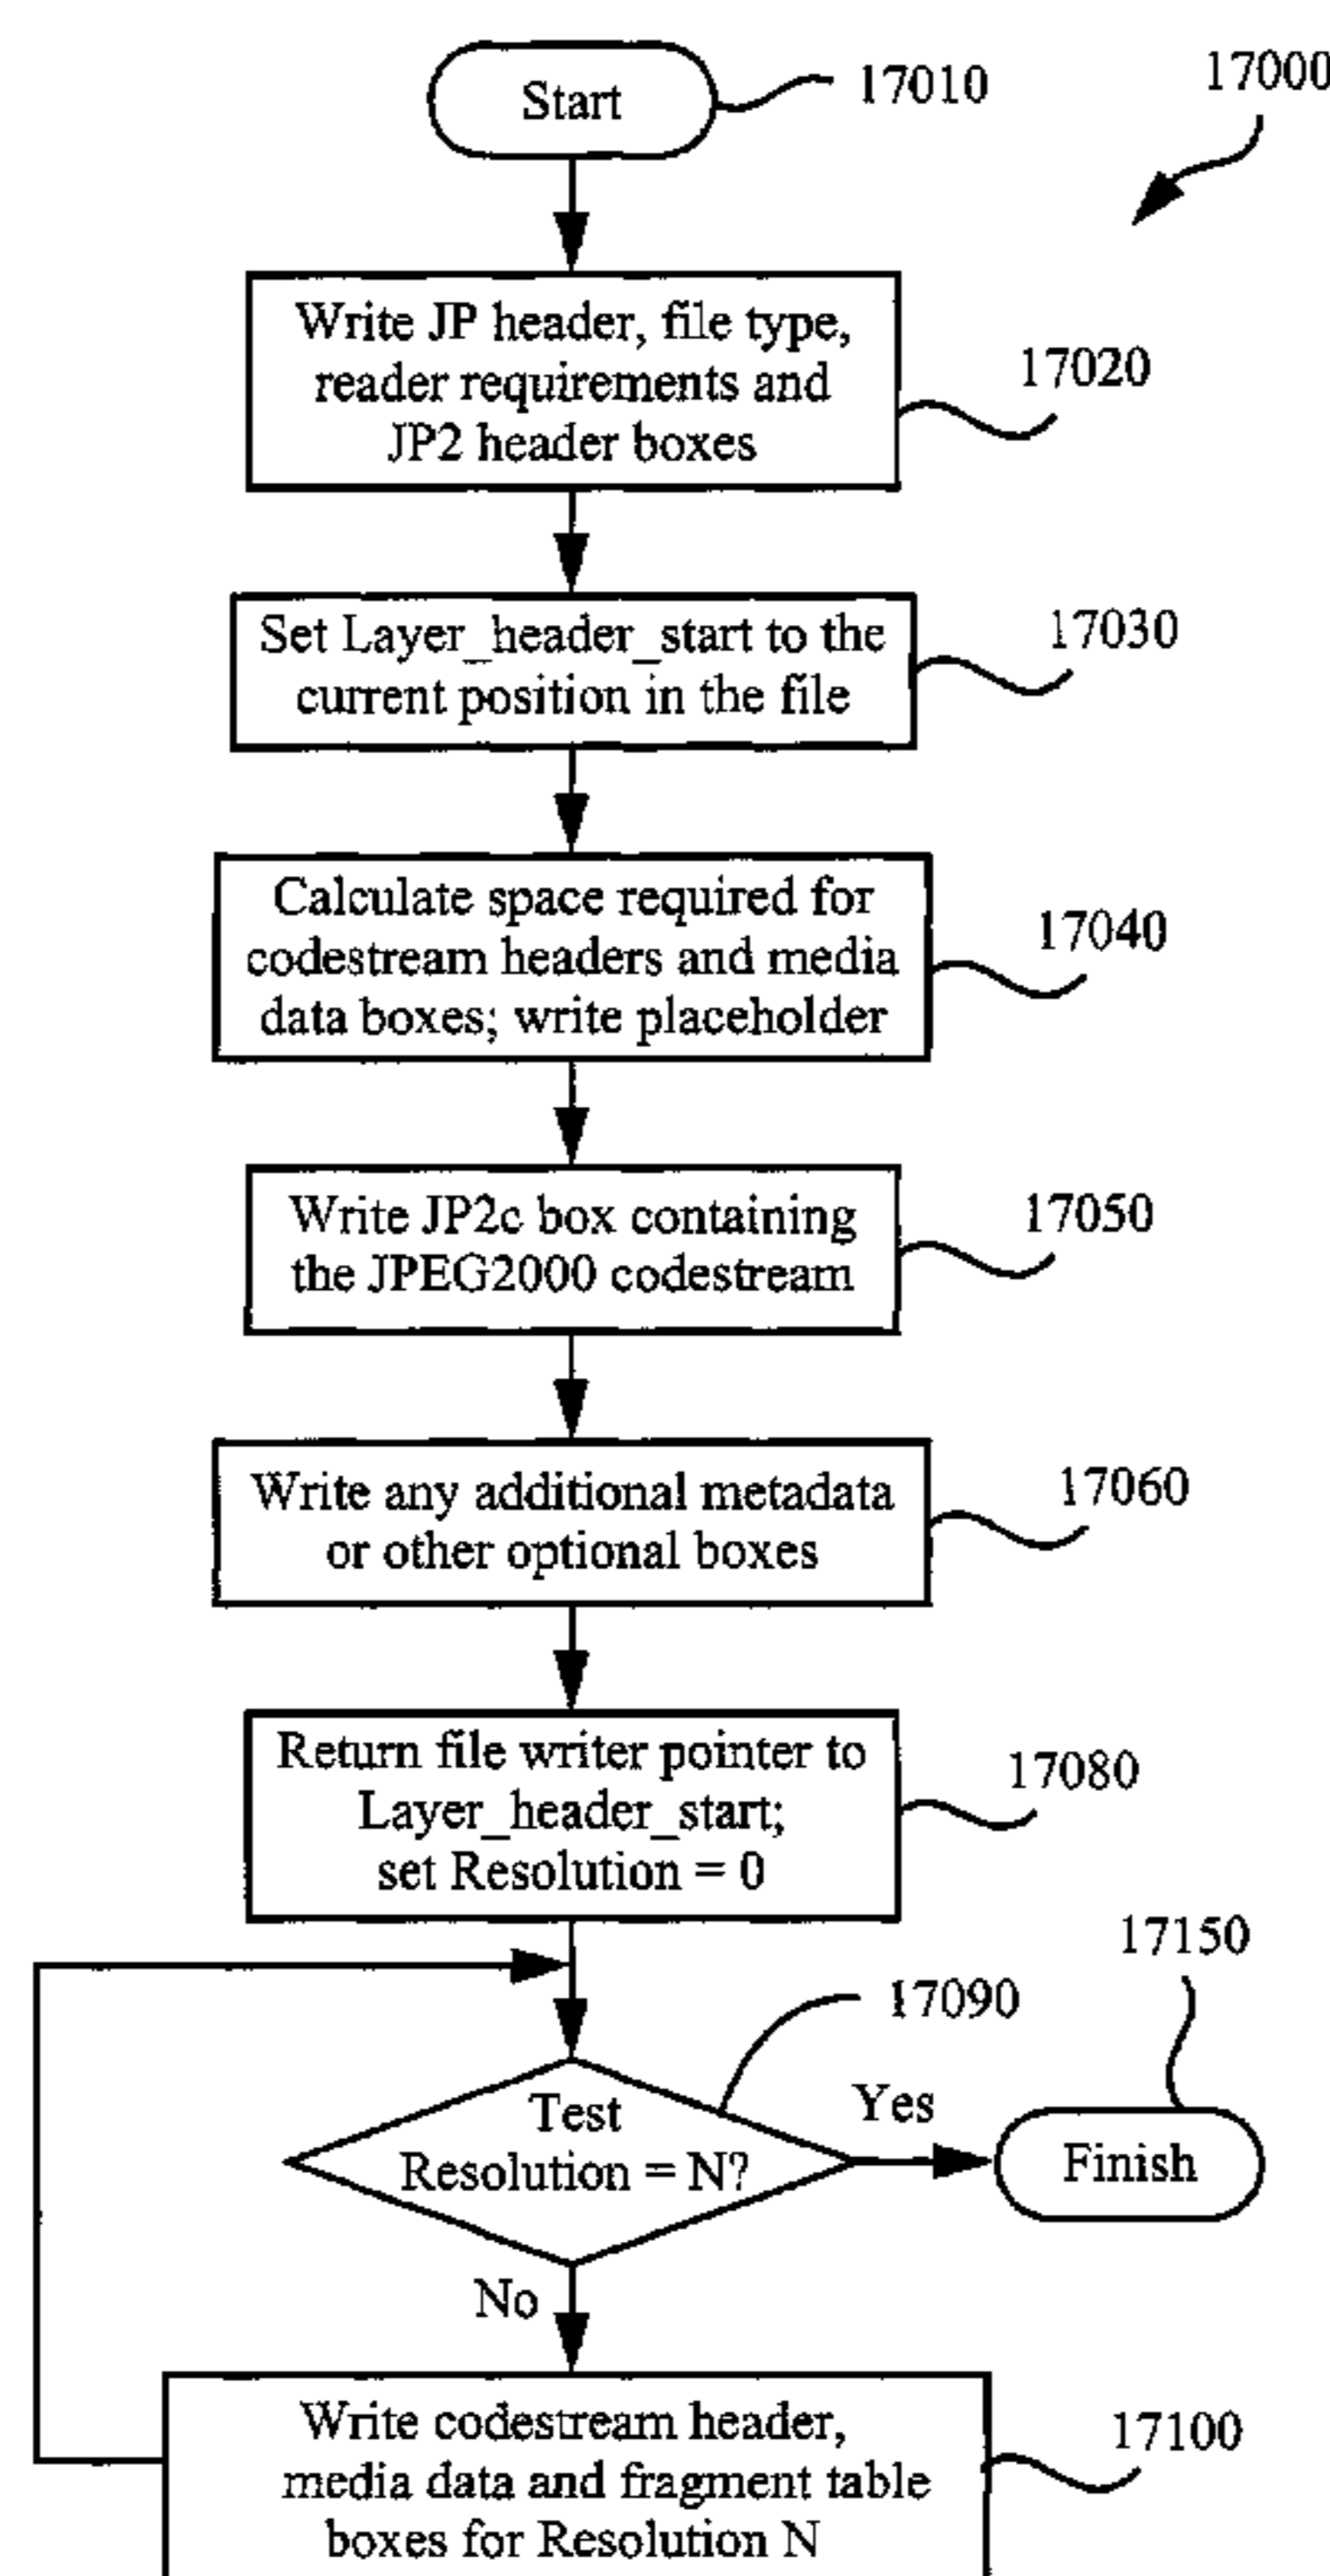 Start
17010
17000
Write JP header, file type,
reader requirements and
JP2 header boxes
17020
Set Layer_header_start to the
current position in the file
17030
Calculate space required for
codestream headers and media
data boxes; write placeholder
17040
Write JP2c box containing
the JPEG2000 codestream
17050
Write any additional metadata
or other optional boxes
17060
Return file writer pointer to
Layer_header_start;
set Resolution = 0
17080
17150
17090
Test
Resolution = N?
Yes
Finish
No
Write codestream header,
media data and fragment table
boxes for Resolution N
17100